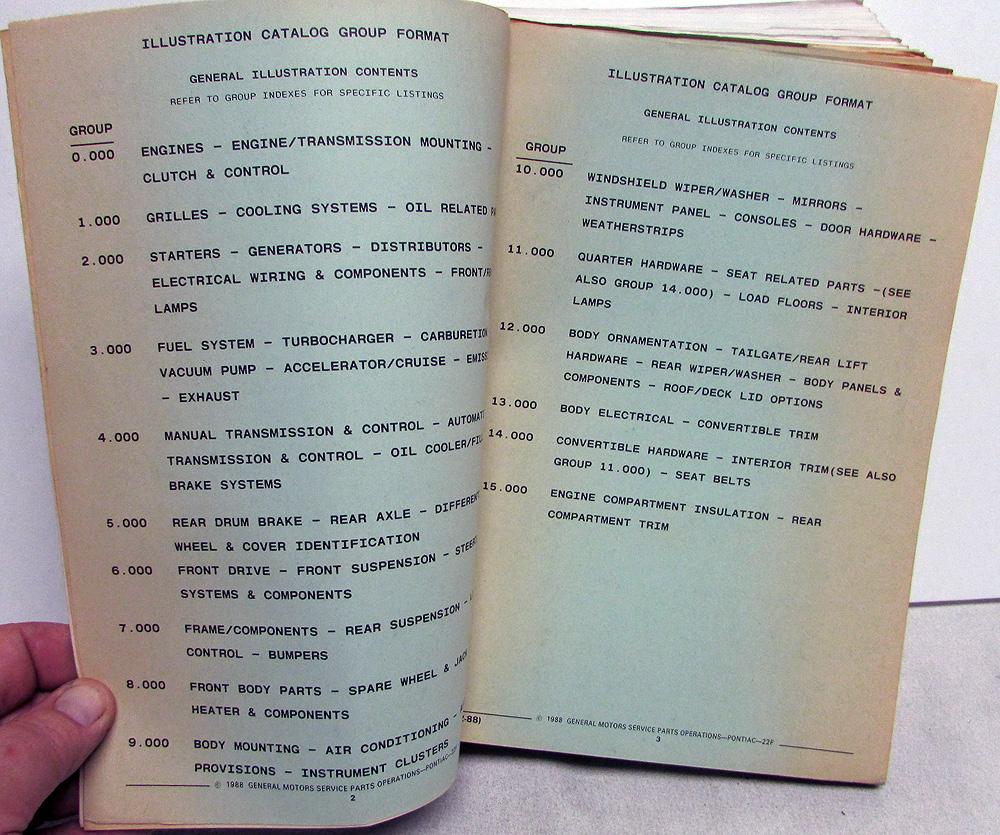 ILLUSTRATION CATALOG GROUP FORMAT
GENERAL ILLUSTRATION CONTENTS
REFER TO GROUP INDEXES FOR SPECIFIC LISTINGS
GROUP
0.000 ENGINES – ENGINE/TRANSMISSION MOUNTING –
CLUTCH & CONTROL
1.000 GRILLES – COOLING SYSTEMS – OIL RELATED
2.000 STARTERS – GENERATORS – DISTRIBUTORS –
ELECTRICAL WIRING & COMPONENTS – FRONT/
LAMPS
3.000 FUEL SYSTEM – TURBOCHARGER – CARBURETIO
VACUUM PUMP – ACCELERATOR/CRUISE – EMISS
– EXHAUST
4.000 MANUAL TRANSMISSION & CONTROL – AUTOMAT
TRANSMISSION & CONTROL – OIL COOLER/FIL
BRAKE SYSTEMS
5.000 REAR DRUM BRAKE – REAR AXLE – DIFFEREN
WHEEL & COVER IDENTIFICATION
6.000 FRONT DRIVE – FRONT SUSPENSION – STEER
SYSTEMS & COMPONENTS
7.000 FRAME/COMPONENTS – REAR SUSPENSION –
CONTROL – BUMPERS
8.000 FRONT BODY PARTS – SPARE WHEEL & JACK
HEATER & COMPONENTS
9.000 BODY MOUNTING – AIR CONDITIONING –
PROVISIONS – INSTRUMENT CLUSTERS
© 1988 GENERAL MOTORS SERVICE PARTS OPERATIONS—PONTIAC—22F
2
ILLUSTRATION CATALOG GROUP FORMAT
GENERAL ILLUSTRATION CONTENTS
REFER TO GROUP INDEXES FOR SPECIFIC LISTINGS
GROUP
10.000 WINDSHIELD WIPER/WASHER – MIRRORS –
INSTRUMENT PANEL – CONSOLES – DOOR HARDWARE –
WEATHERSTRIPS
11.000 QUARTER HARDWARE – SEAT RELATED PARTS –(SEE
ALSO GROUP 14.000) – LOAD FLOORS – INTERIOR
LAMPS
12.000 BODY ORNAMENTATION – TAILGATE/REAR LIFT
HARDWARE – REAR WIPER/WASHER – BODY PANELS &
COMPONENTS – ROOF/DECK LID OPTIONS
13.000 BODY ELECTRICAL – CONVERTIBLE TRIM
14.000 CONVERTIBLE HARDWARE – INTERIOR TRIM(SEE ALSO
GROUP 11.000) – SEAT BELTS
15.000 ENGINE COMPARTMENT INSULATION – REAR
COMPARTMENT TRIM
-88) © 1988 GENERAL MOTORS SERVICE PARTS OPERATIONS—PONTIAC—22F
3